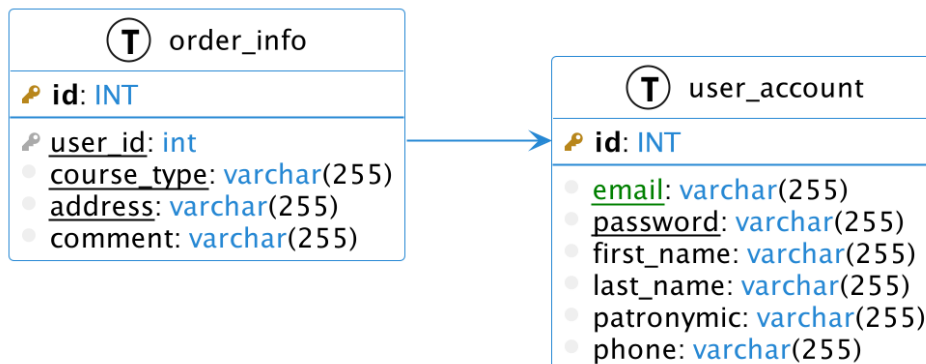 T order_info
id: INT
user_id: int
course_type: varchar(255)
address: varchar(255)
comment: varchar(255)
T user_account
id: INT
email: varchar(255)
password: varchar(255)
first_name: varchar(255)
last_name: varchar(255)
patronymic: varchar(255)
phone: varchar(255)